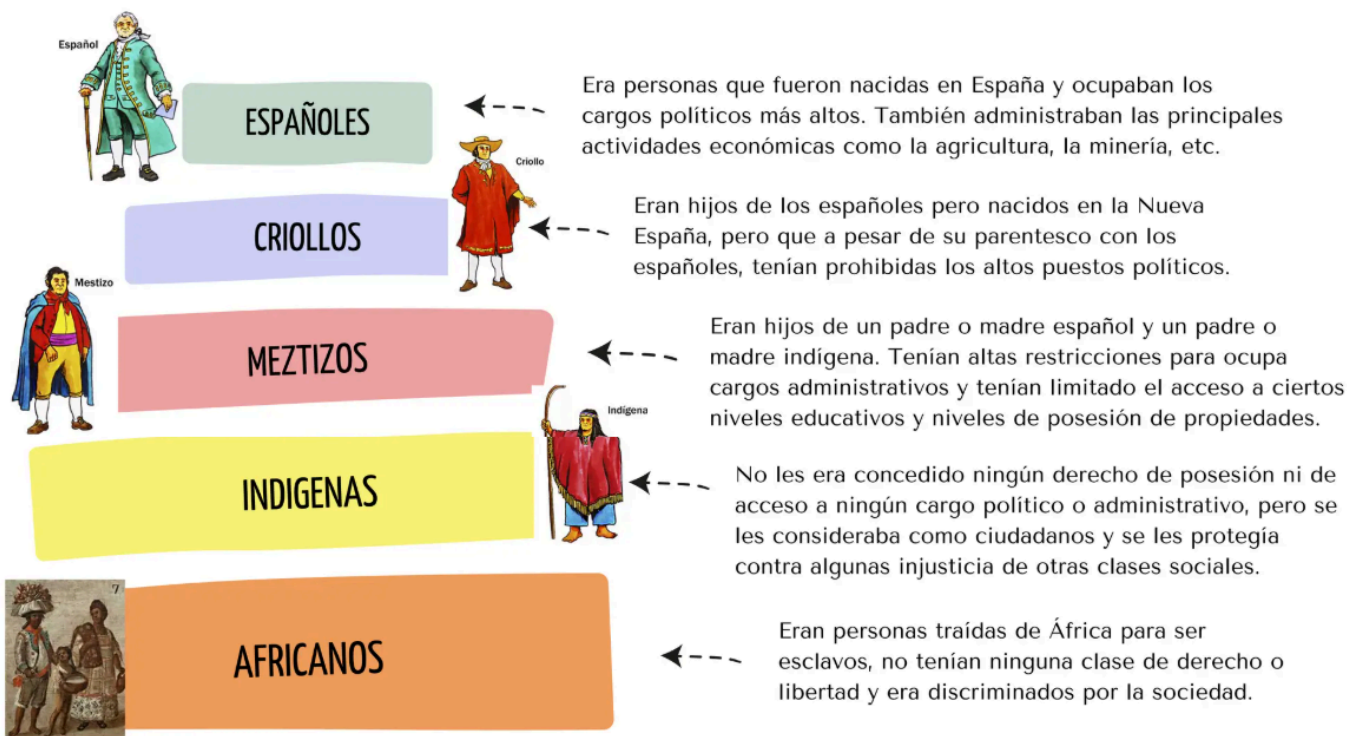 Español
ESPAÑOLES
Era personas que fueron nacidas en España y ocupaban los
cargos políticos más altos. También administraban las principales
actividades económicas como la agricultura, la minería, etc.
Criollo
CRIOLLOS
Eran hijos de los españoles pero nacidos en la Nueva
España, pero que a pesar de su parentesco con los
españoles, tenían prohibidas los altos puestos políticos.
Mestizo
MEZTIZOS
Eran hijos de un padre o madre español y un padre o
madre indígena. Tenían altas restricciones para ocupa
cargos administrativos y tenían limitado el acceso a ciertos
niveles educativos y niveles de posesión de propiedades.
Indígena
INDIGENAS
No les era concedido ningún derecho de posesión ni de
acceso a ningún cargo político o administrativo, pero se
les consideraba como ciudadanos y se les protegía
contra algunas injusticia de otras clases sociales.
7
AFRICANOS
Eran personas traídas de África para ser
esclavos, no tenían ninguna clase de derecho o
libertad y era discriminados por la sociedad.